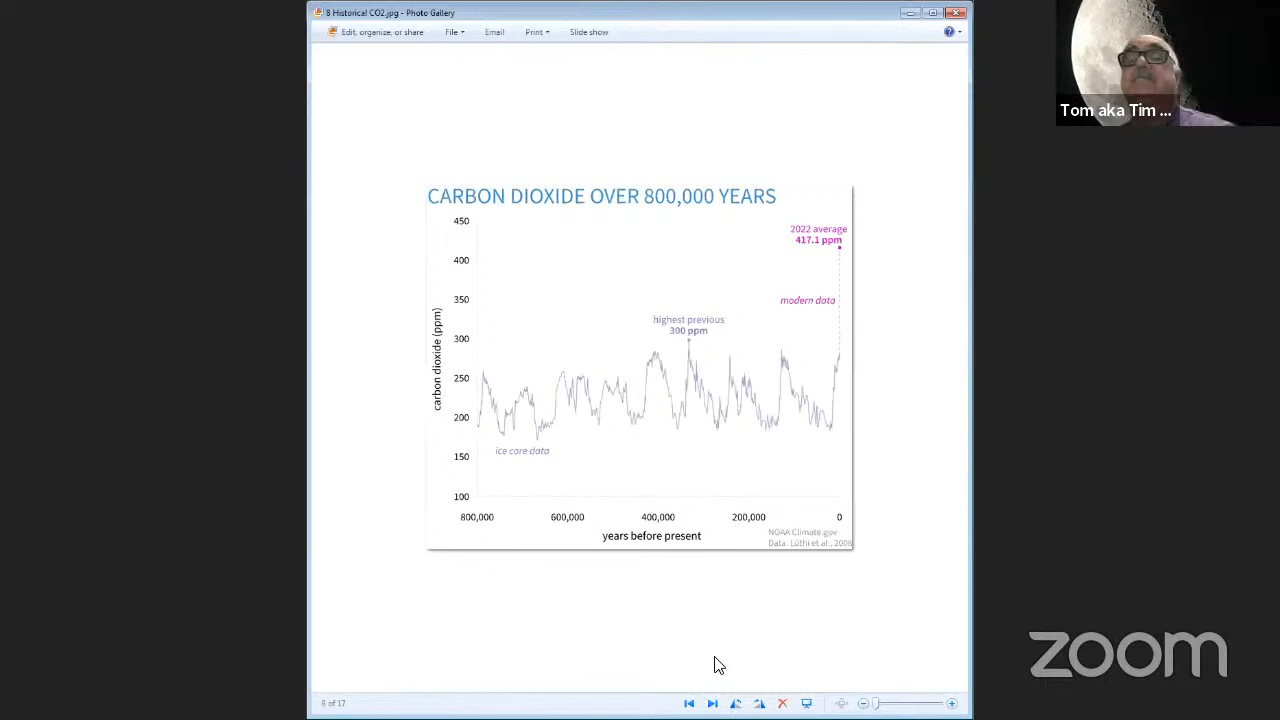 8 Historical CO2.jpg - Photo Gallery
Edit, organize, or share File Email Print Slide show
Tom aka Tim ...
CARBON DIOXIDE OVER 800,000 YEARS
450
400
350
300
250
200
150
100
carbon dioxide (ppm)
2022 average
417.1 ppm
modern data
highest previous
300 ppm
ice core data
800,000 600,000 400,000 200,000 0
years before present
NOAA Climate.gov
Data: Lüthi et al., 2008
zoom
8 of 17